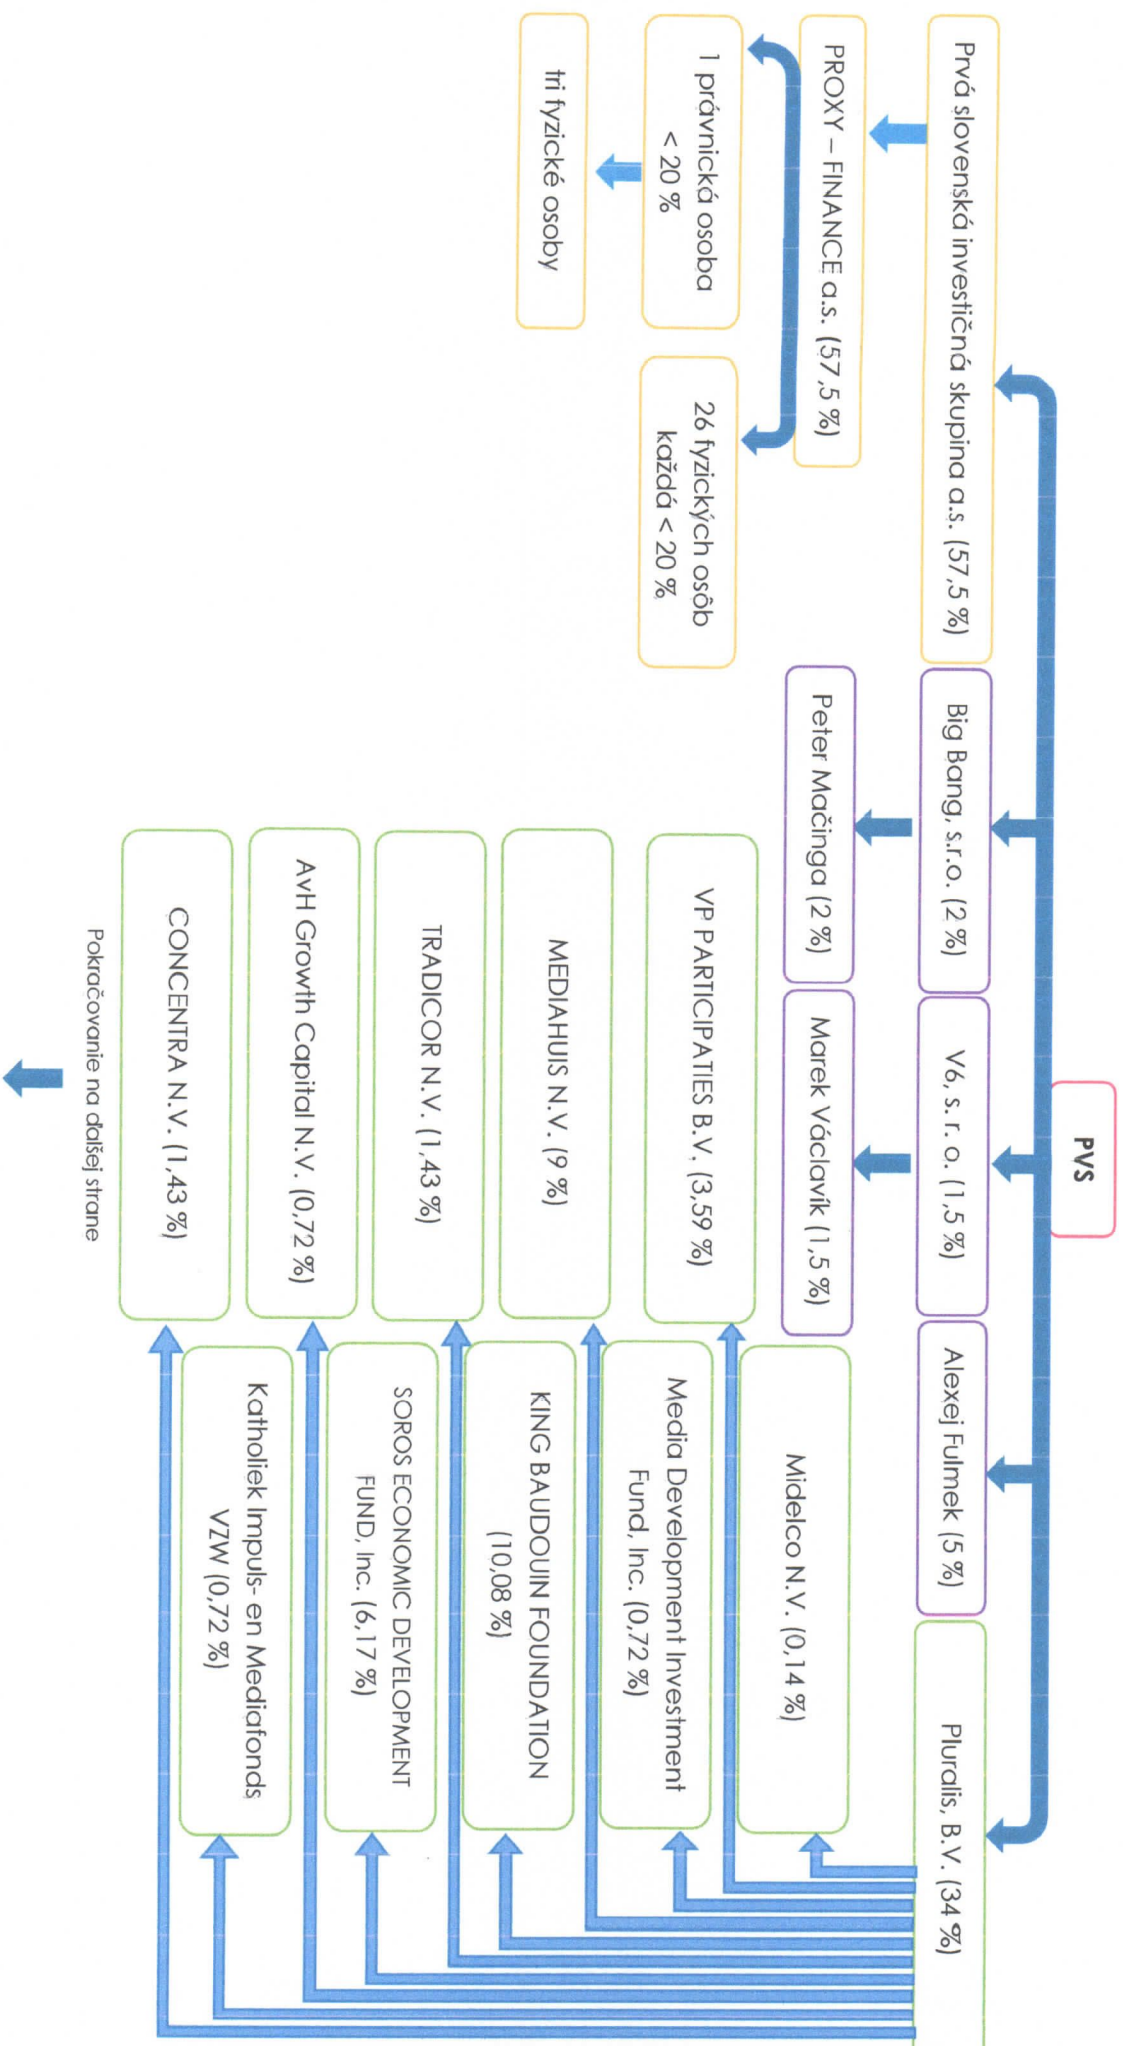 PVS
Prvá slovenská investičná skupina a.s. (57,5 %)
Big Bang, s.r.o. (2 %)
V6, s. r. o. (1,5 %)
Alexej Fulmek (5 %)
Pluralis, B.V. (34 %)
PROXY – FINANCE a.s. (57,5 %)
Peter Mačinga (2 %)
Marek Václavík (1,5 %)
1 právnická osoba
< 20 %
26 fyzických osôb
každá < 20 %
tri fyzické osoby
VP PARTICIPATIES B.V. (3,59 %)
MEDIAHUIS N.V. (9 %)
TRADICOR N.V. (1,43 %)
AvH Growth Capital N.V. (0,72 %)
CONCENTRA N.V. (1,43 %)
Midelco N.V. (0,14 %)
Media Development Investment
Fund, Inc. (0,72 %)
KING BAUDOUIN FOUNDATION
(10,08 %)
SOROS ECONOMIC DEVELOPMENT
FUND, Inc. (6,17 %)
Katholiek Impuls- en Mediafonds
VZW (0,72 %)
Pokračovanie na ďalšej strane